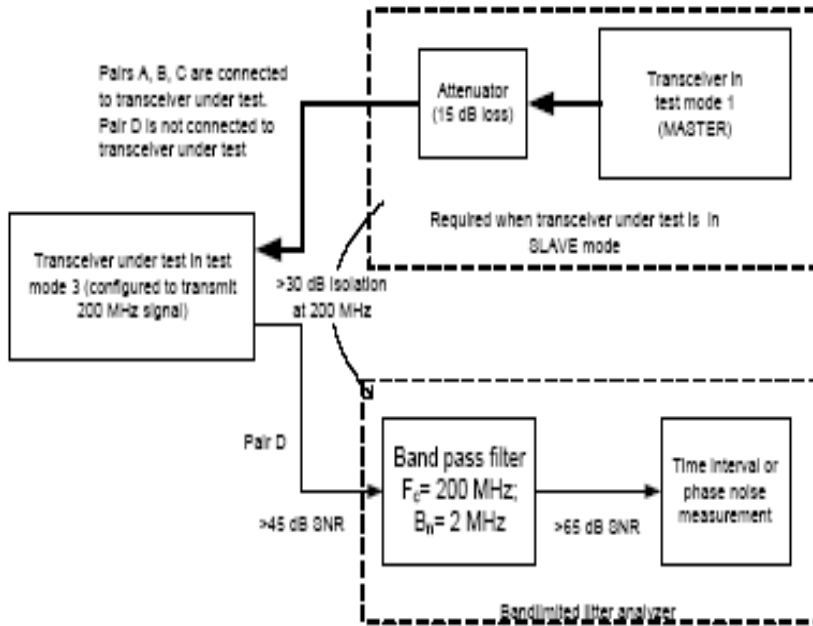 Pairs A, B, C are connected
to transceiver under test.
Pair D is not connected to
transceiver under test
Attenuator
(15 dB loss)
Transceiver in
test mode 1
(MASTER)
Required when transceiver under test is in
SLAVE mode
Transceiver under test in test
mode 3 (configured to transmit
200 MHz signal)
>30 dB isolation
at 200 MHz
Pair D
>45 dB SNR
Band pass filter
Fc= 200 MHz;
Bn= 2 MHz
>65 dB SNR
Time interval or
phase noise
measurement
Bandlimited jitter analyzer